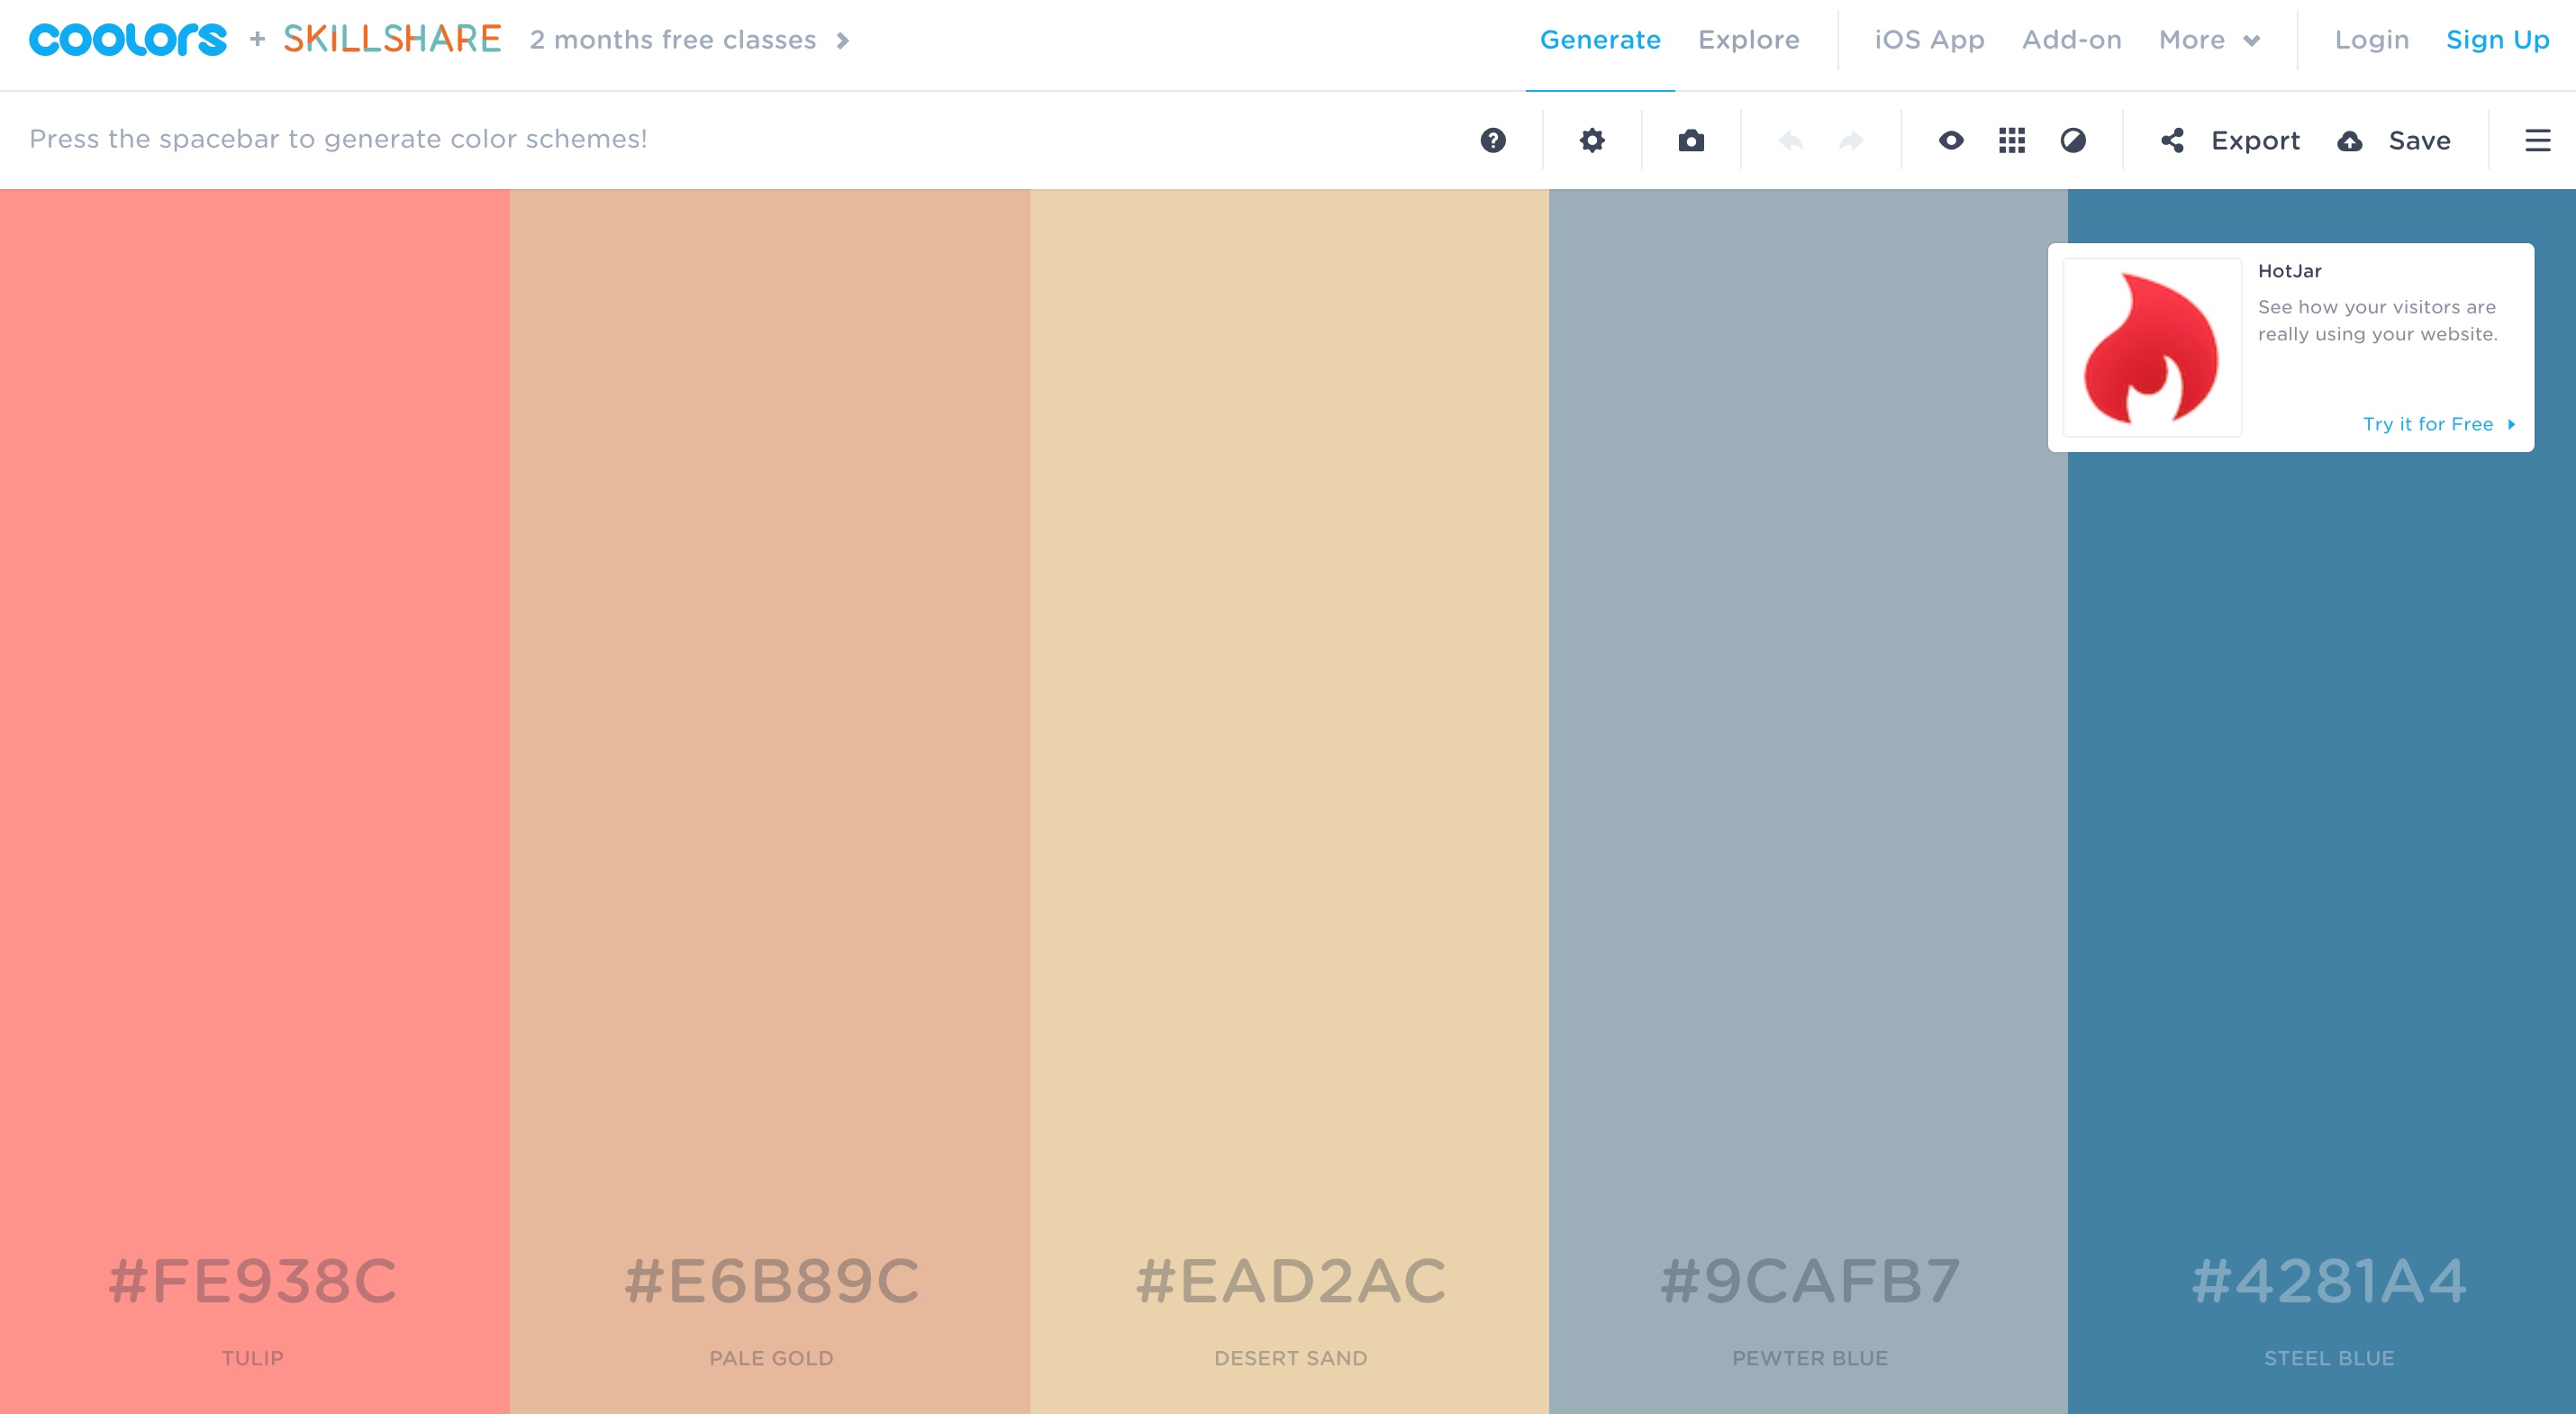 coolors + SKILLSHARE 2 months free classes
Generate Explore iOS App Add-on More Login Sign Up
Press the spacebar to generate color schemes!
Export Save
HotJar
See how your visitors are
really using your website.
Try it for Free
#FE938C #E6B89C #EAD2AC #9CAFB7 #4281A4
TULIP PALE GOLD DESERT SAND PEWTER BLUE STEEL BLUE